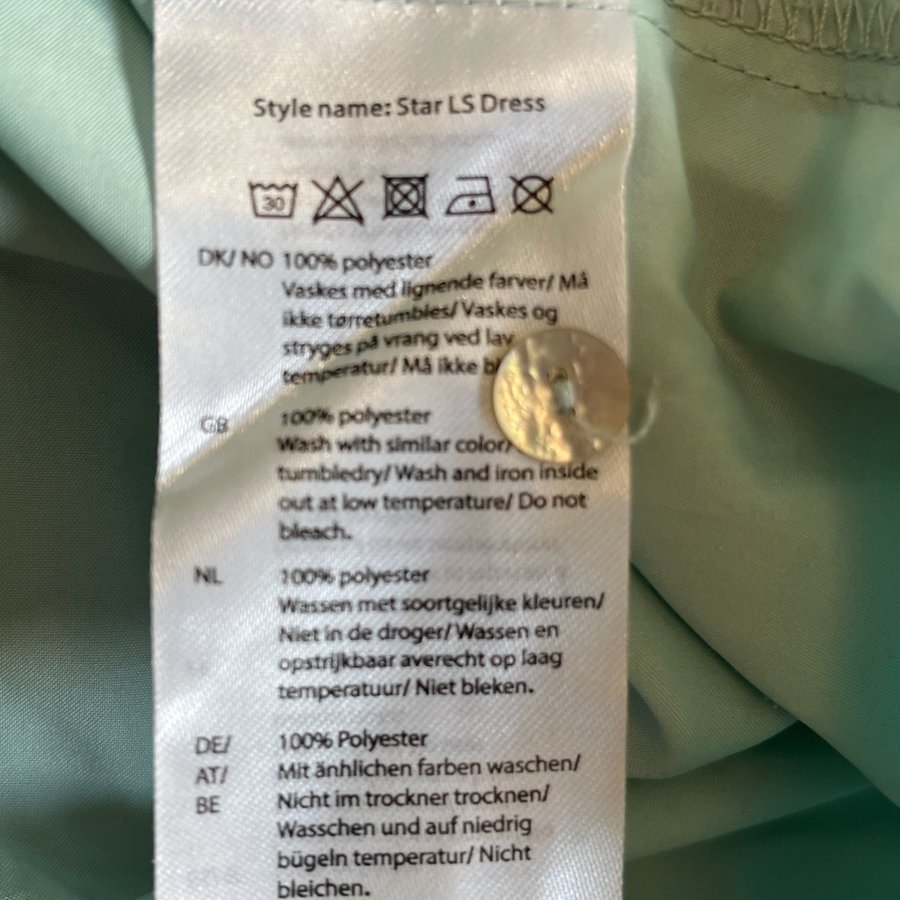 Style name: Star LS Dress
30
DK/ NO 100% polyester
Vaskes med lignende farver/ Må
ikke tørretumbles/ Vaskes og
stryges på vrang ved lav
temperatur/ Må ikke
GB 100% polyester
Wash with similar color/
tumbledry/ Wash and iron inside
out at low temperature/ Do not
bleach.
NL 100% polyester
Wassen met soortgelijke kleuren/
Niet in de droger/ Wassen en
opstrijkbaar averecht op laag
temperatuur/ Niet bleken.
DE/ 100% Polyester
AT/ Mit änhlichen farben waschen/
BE Nicht im trockner trocknen/
Wasschen und auf niedrig
bügeln temperatur/ Nicht
bleichen.